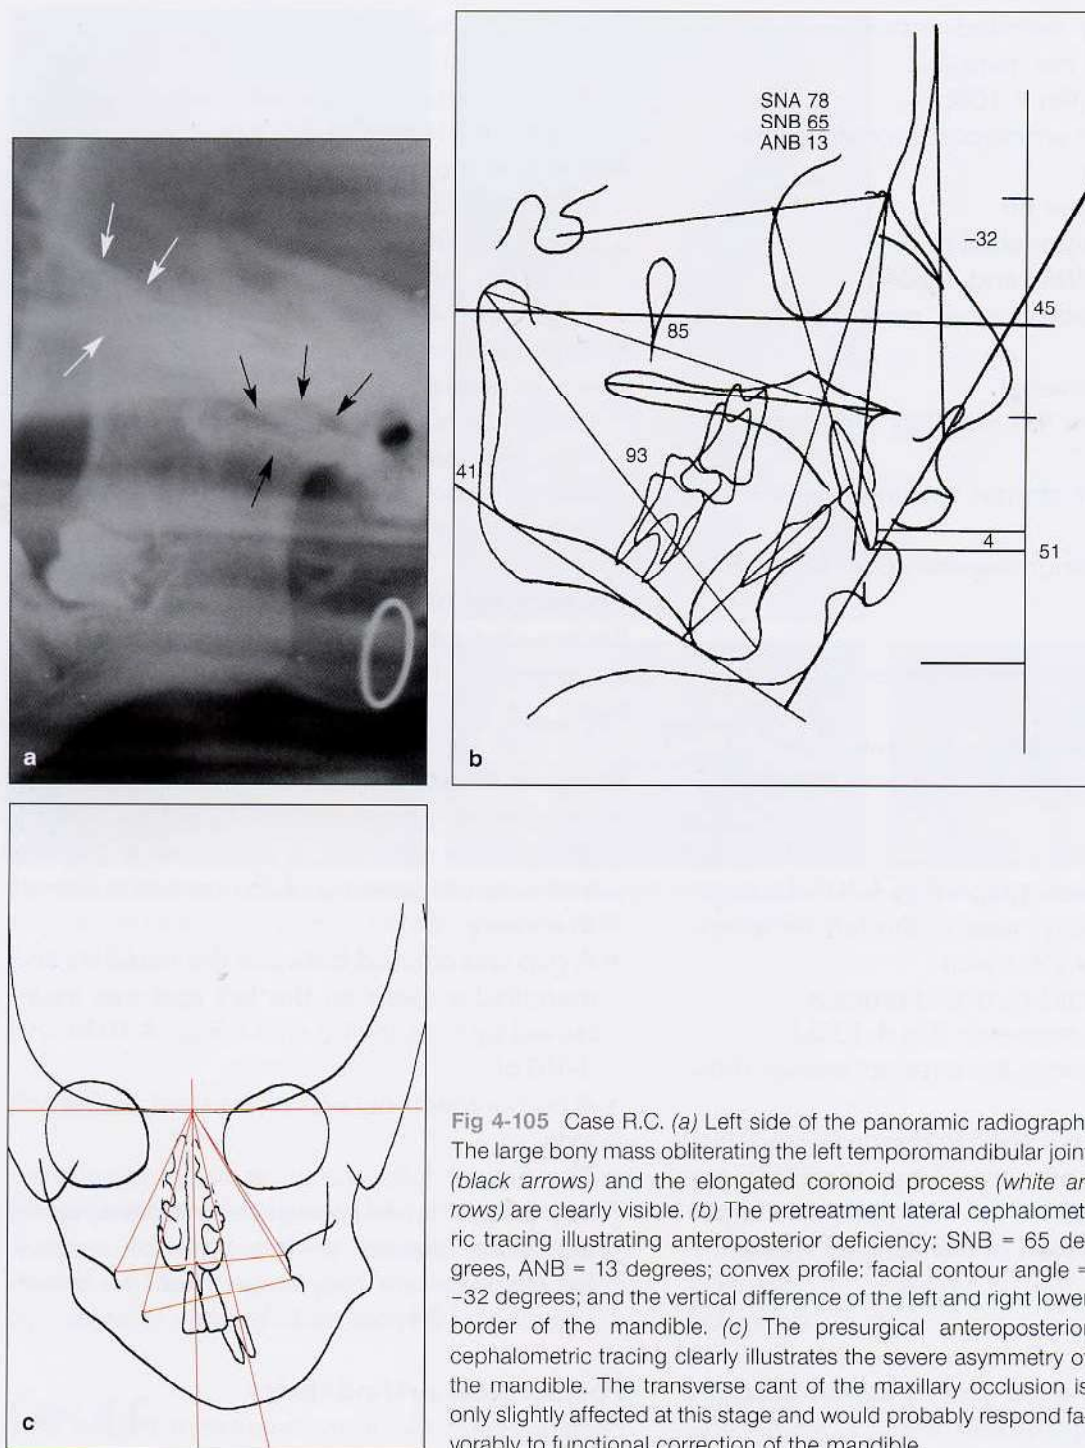 SNA 78
SNB 65
ANB 13
−32
45
85
93
41
4
51
a
b
c
Fig 4-105 Case R.C. (a) Left side of the panoramic radiograph
The large bony mass obliterating the left temporomandibular join
(black arrows) and the elongated coronoid process (white ar
rows) are clearly visible. (b) The pretreatment lateral cephalomet
ric tracing illustrating anteroposterior deficiency: SNB = 65 de
grees, ANB = 13 degrees; convex profile: facial contour angle =
−32 degrees; and the vertical difference of the left and right lower
border of the mandible. (c) The presurgical anteroposterior
cephalometric tracing clearly illustrates the severe asymmetry o
the mandible. The transverse cant of the maxillary occlusion is
only slightly affected at this stage and would probably respond fa
vorably to functional correction of the mandible